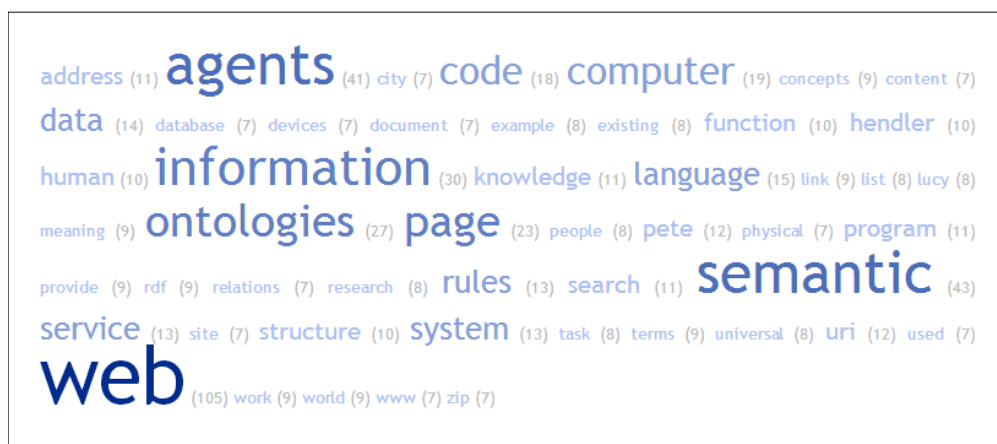 address (11) agents (41) city (7) code (18) computer (19) concepts (9) content (7)
data (14) database (7) devices (7) document (7) example (8) existing (8) function (10) hendler (10)
human (10) information (30) knowledge (11) language (15) link (9) list (8) lucy (8)
meaning (9) ontologies (27) page (23) people (8) pete (12) physical (7) program (11)
provide (9) rdf (9) relations (7) research (8) rules (13) search (11) semantic (43)
service (13) site (7) structure (10) system (13) task (8) terms (9) universal (8) uri (12) used (7)
web (105) work (9) world (9) www (7) zip (7)